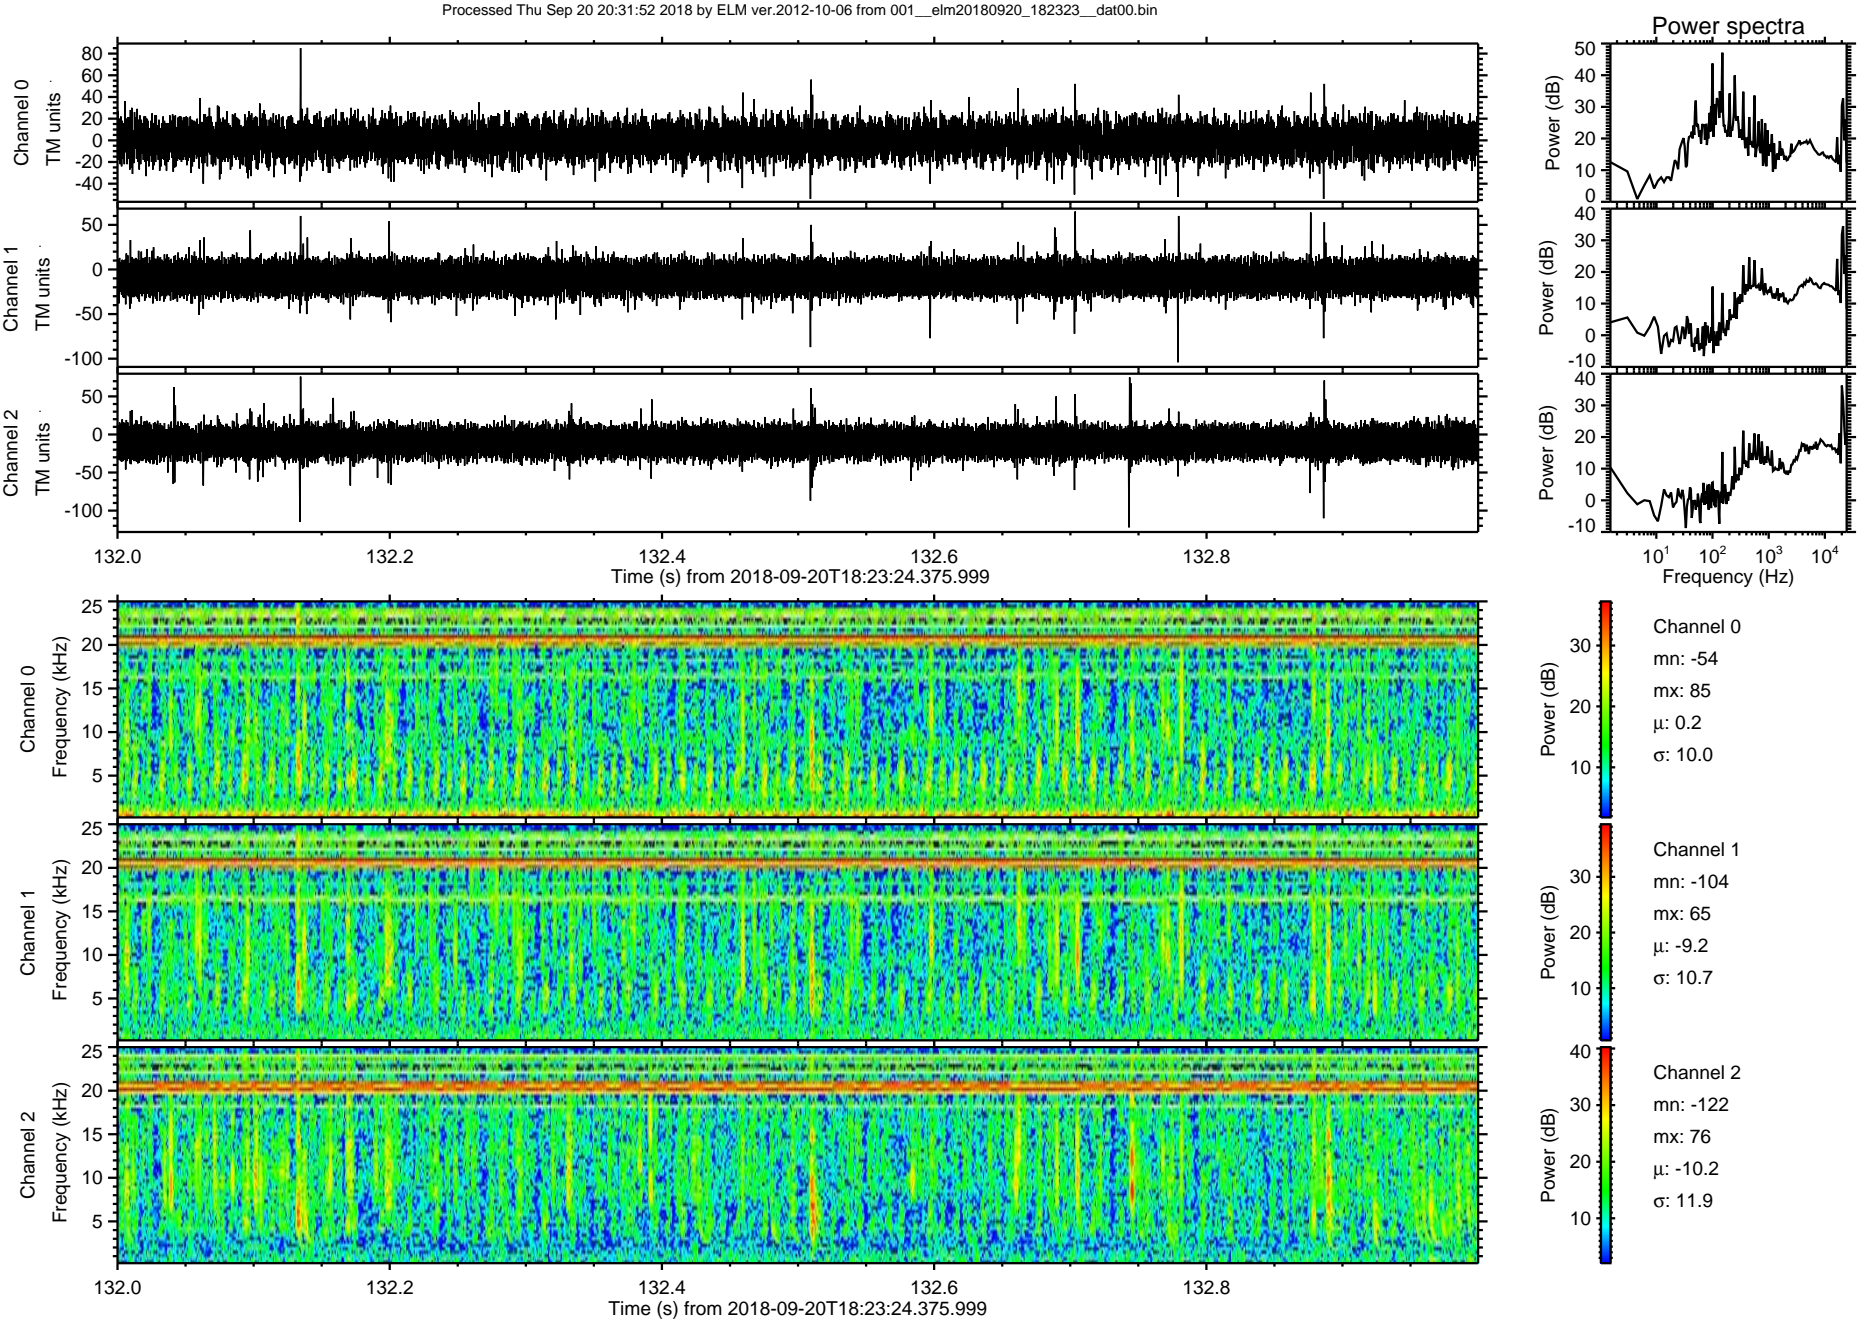 Processed Thu Sep 20 20:31:52 2018 by ELM ver.2012-10-06 from 001__elm20180920_182323__dat00.bin
Power spectra
Channel 0
TM units
80
60
40
20
0
-20
-40
Power (dB)
50
40
30
20
10
0
Channel 1
TM units
50
0
-50
-100
Power (dB)
40
30
20
10
0
-10
Channel 2
TM units
50
0
-50
-100
Power (dB)
40
30
20
10
0
-10
132.0 132.2 132.4 132.6 132.8
Time (s) from 2018-09-20T18:23:24.375.999
10¹ 10² 10³ 10⁴
Frequency (Hz)
Channel 0
Frequency (kHz)
25
20
15
10
5
Power (dB)
30
20
10
Channel 0
mn: -54
mx: 85
μ: 0.2
σ: 10.0
Channel 1
Frequency (kHz)
25
20
15
10
5
Power (dB)
30
20
10
Channel 1
mn: -104
mx: 65
μ: -9.2
σ: 10.7
Channel 2
Frequency (kHz)
25
20
15
10
5
Power (dB)
40
30
20
10
Channel 2
mn: -122
mx: 76
μ: -10.2
σ: 11.9
132.0 132.2 132.4 132.6 132.8
Time (s) from 2018-09-20T18:23:24.375.999